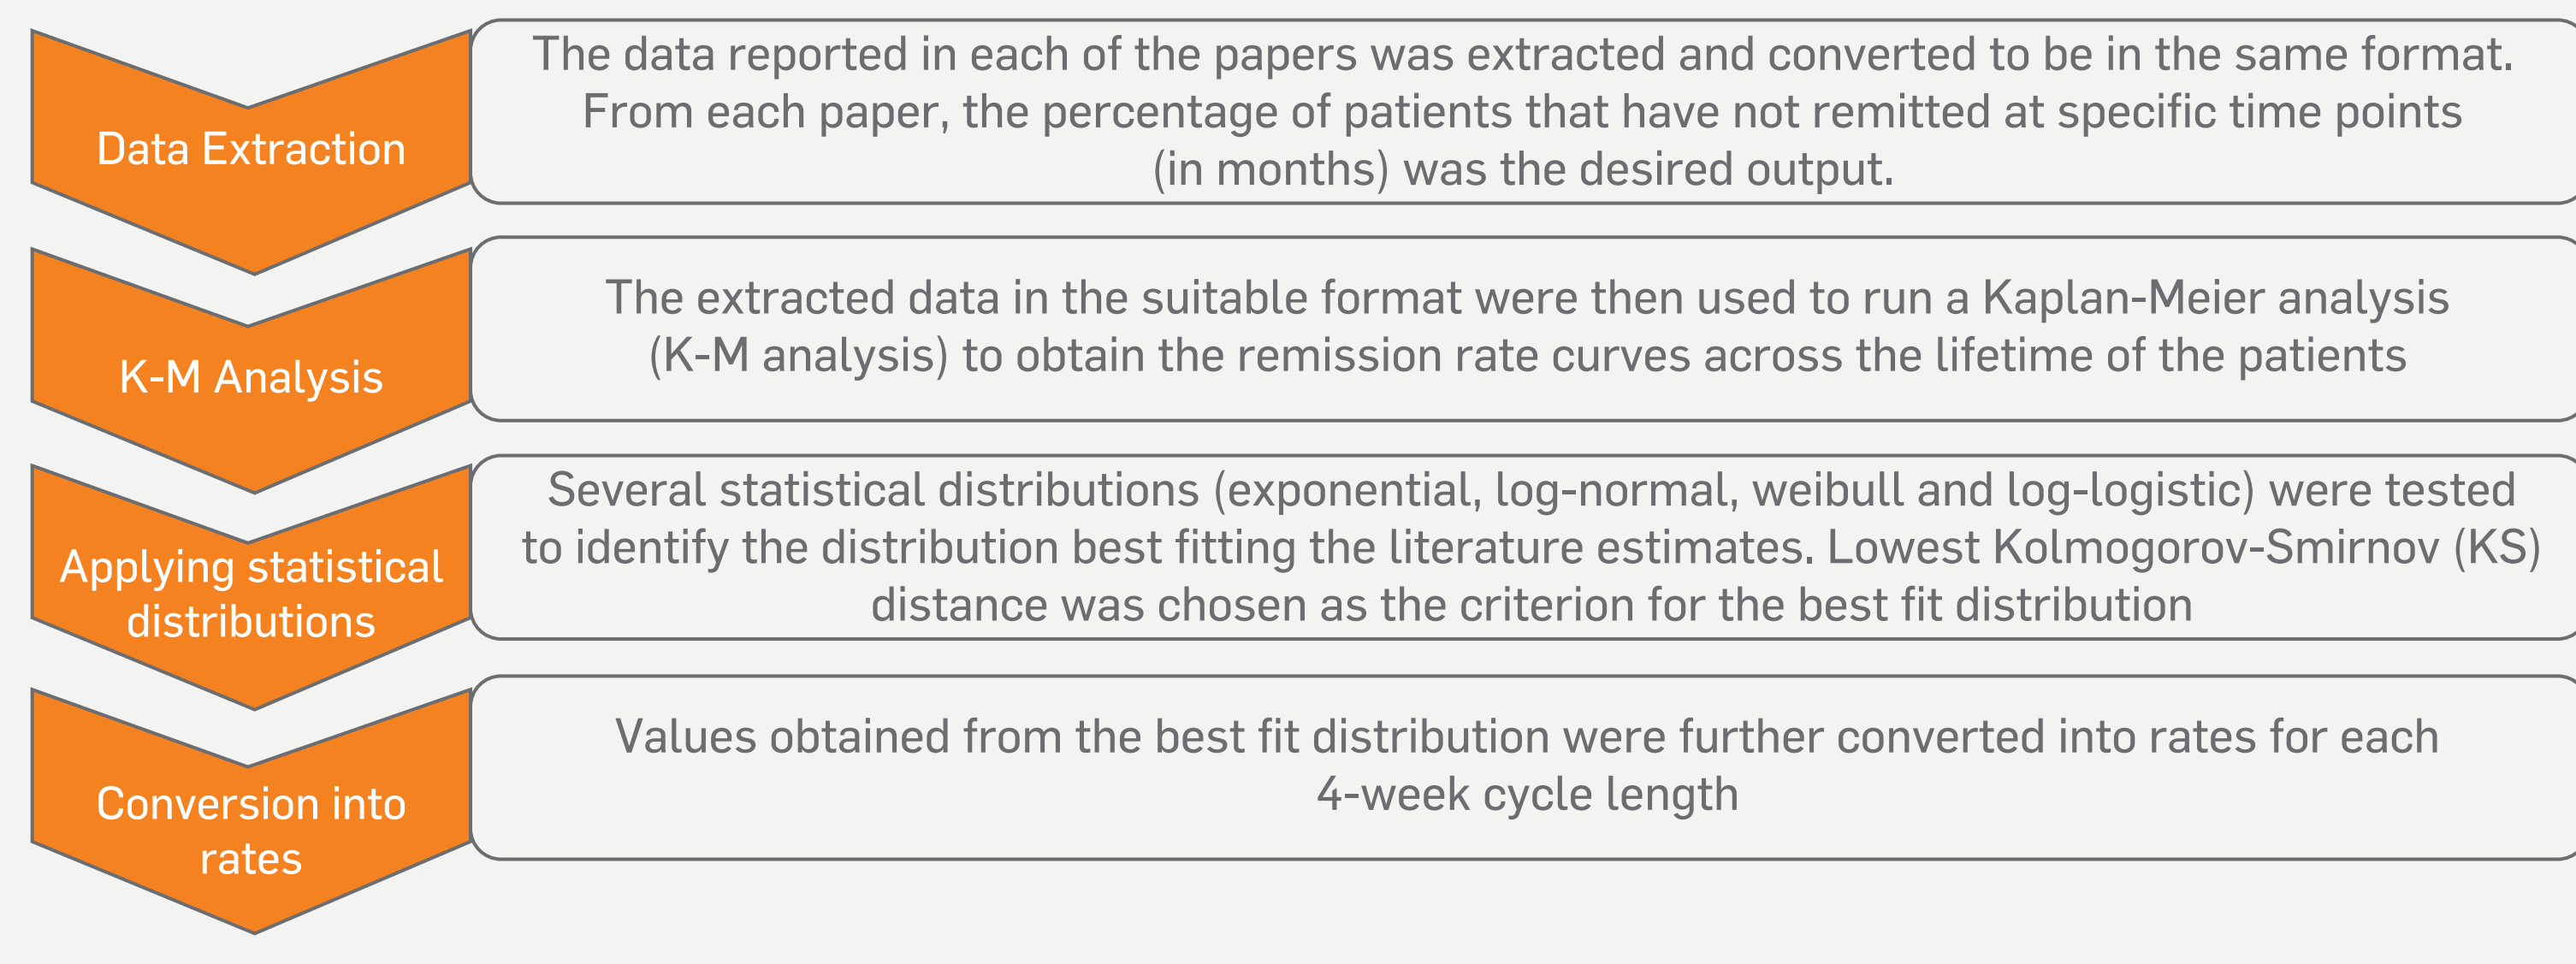 Data Extraction
The data reported in each of the papers was extracted and converted to be in the same format.
From each paper, the percentage of patients that have not remitted at specific time points
(in months) was the desired output.
K-M Analysis
The extracted data in the suitable format were then used to run a Kaplan-Meier analysis
(K-M analysis) to obtain the remission rate curves across the lifetime of the patients
Applying statistical
distributions
Several statistical distributions (exponential, log-normal, weibull and log-logistic) were tested
to identify the distribution best fitting the literature estimates. Lowest Kolmogorov-Smirnov (KS)
distance was chosen as the criterion for the best fit distribution
Conversion into
rates
Values obtained from the best fit distribution were further converted into rates for each
4-week cycle length